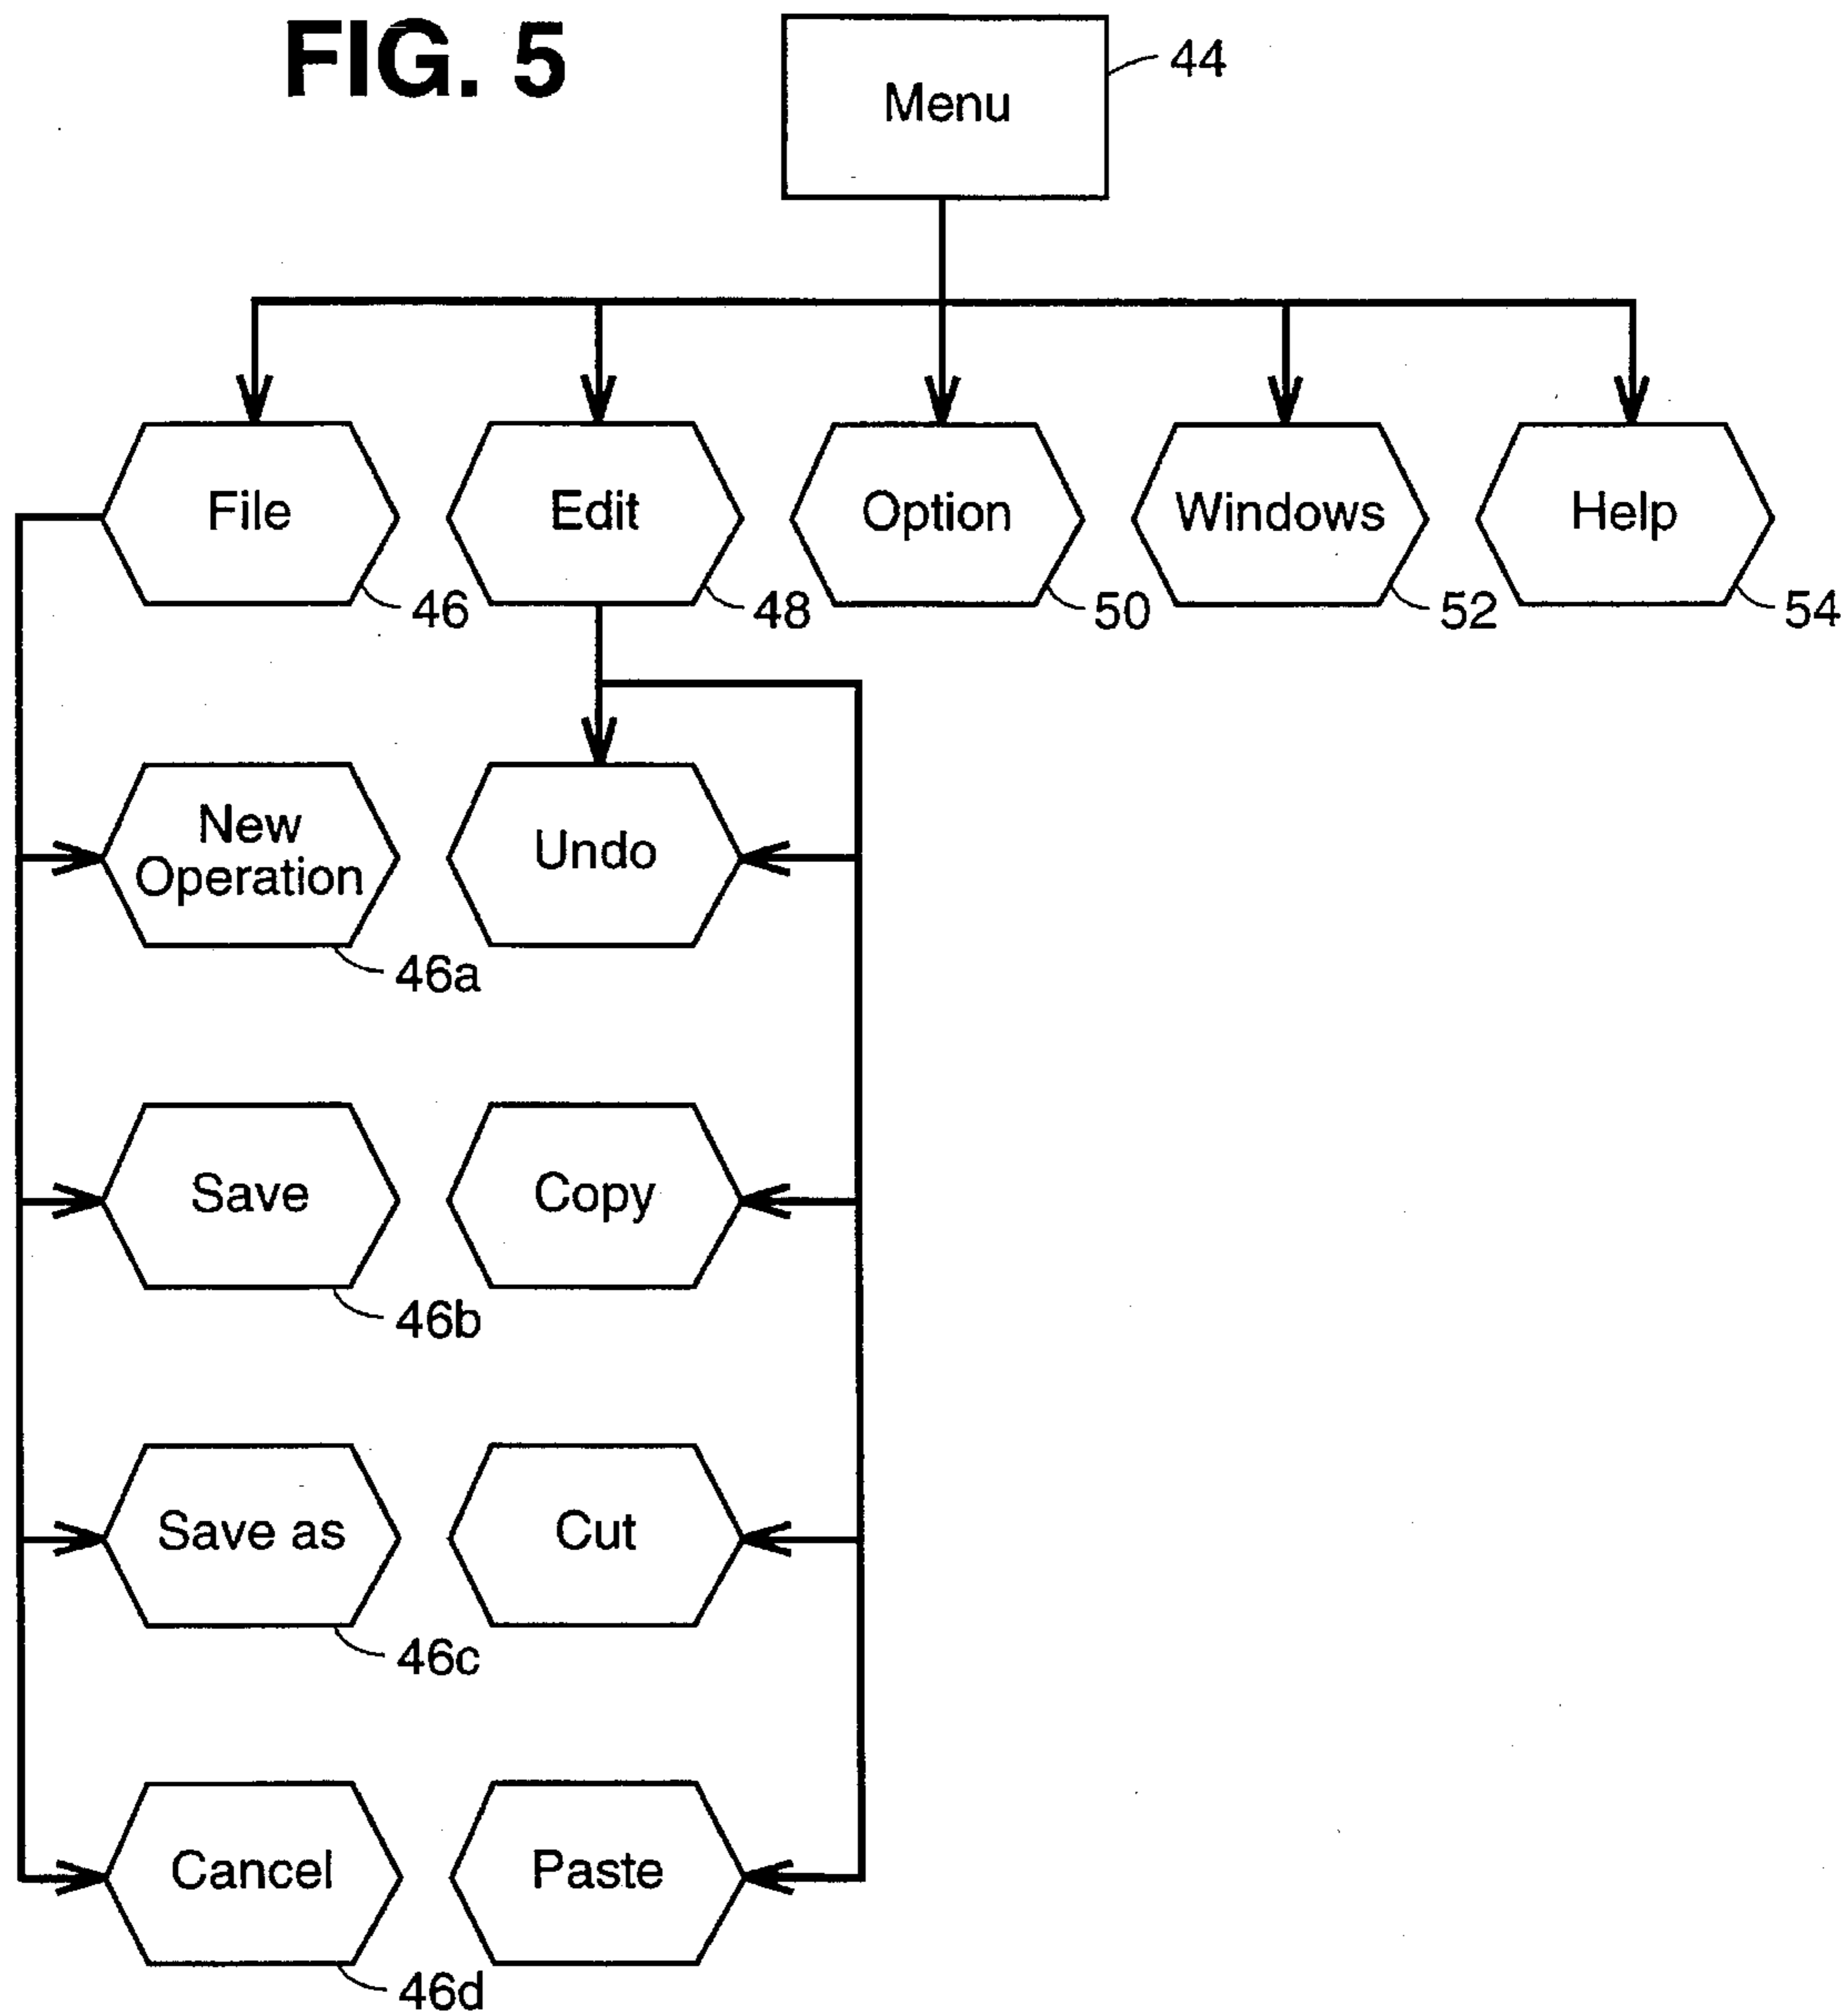 FIG. 5
Menu
44
File
Edit
Option
Windows
Help
46
48
50
52
54
New
Operation
Undo
46a
Save
Copy
46b
Save as
Cut
46c
Cancel
Paste
46d